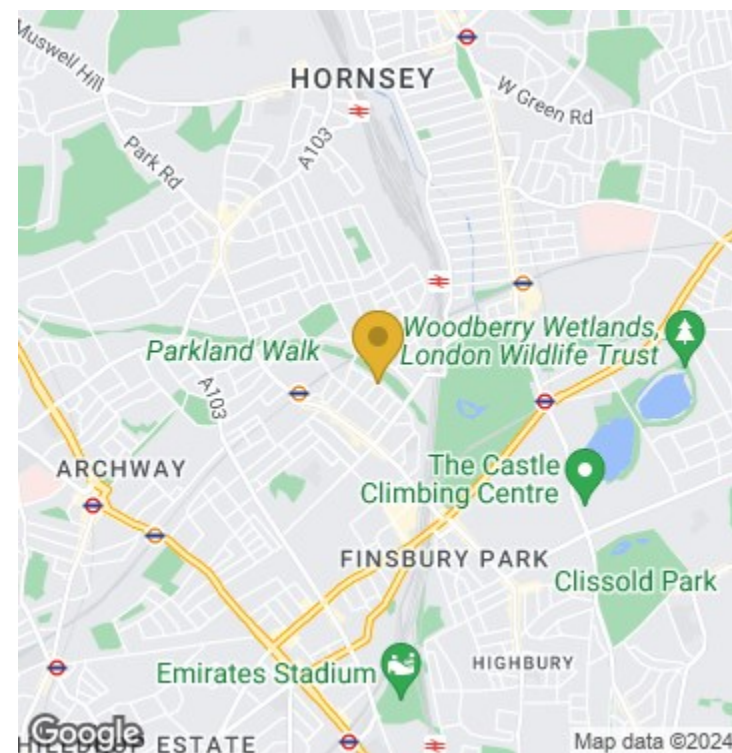 Muswell Hill
HORNSEY
W Green Rd
A103
Park Rd
Parkland Walk
Woodberry Wetlands,
London Wildlife Trust
A103
ARCHWAY
The Castle
Climbing Centre
FINSBURY PARK
Clissold Park
Emirates Stadium
HIGHBURY
Google
ESTATE
Map data ©2024